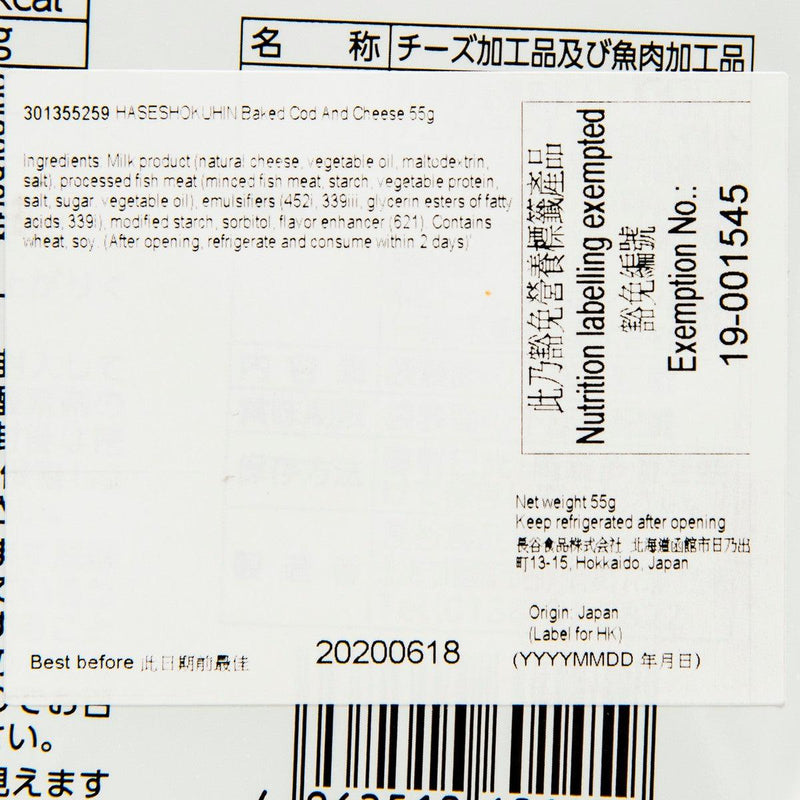 kcal
g
名 称 チーズ加工品及び魚肉加工品
301355259 HASESHOKUHIN Baked Cod And Cheese 55g
Ingredients: Milk product (natural cheese, vegetable oil, maltodextrin,
salt), processed fish meat (minced fish meat, starch, vegetable protein,
salt, sugar, vegetable oil), emulsifiers (452i, 339iii, glycerin esters of fatty
acids, 339i), modified starch, sorbitol, flavor enhancer (621). Contains
wheat, soy. (After opening, refrigerate and consume within 2 days)
此乃豁免營養標籤產品
Nutrition labelling exempted
豁免編號
Exemption No.:
19-001545
Net weight 55g
Keep refrigerated after opening
長谷食品株式会社 北海道函館市日乃出
町13-15, Hokkaido, Japan
Origin: Japan
(Label for HK)
Best before 此日期前最佳 20200618 (YYYYMMDD 年月日)
い。
見えます